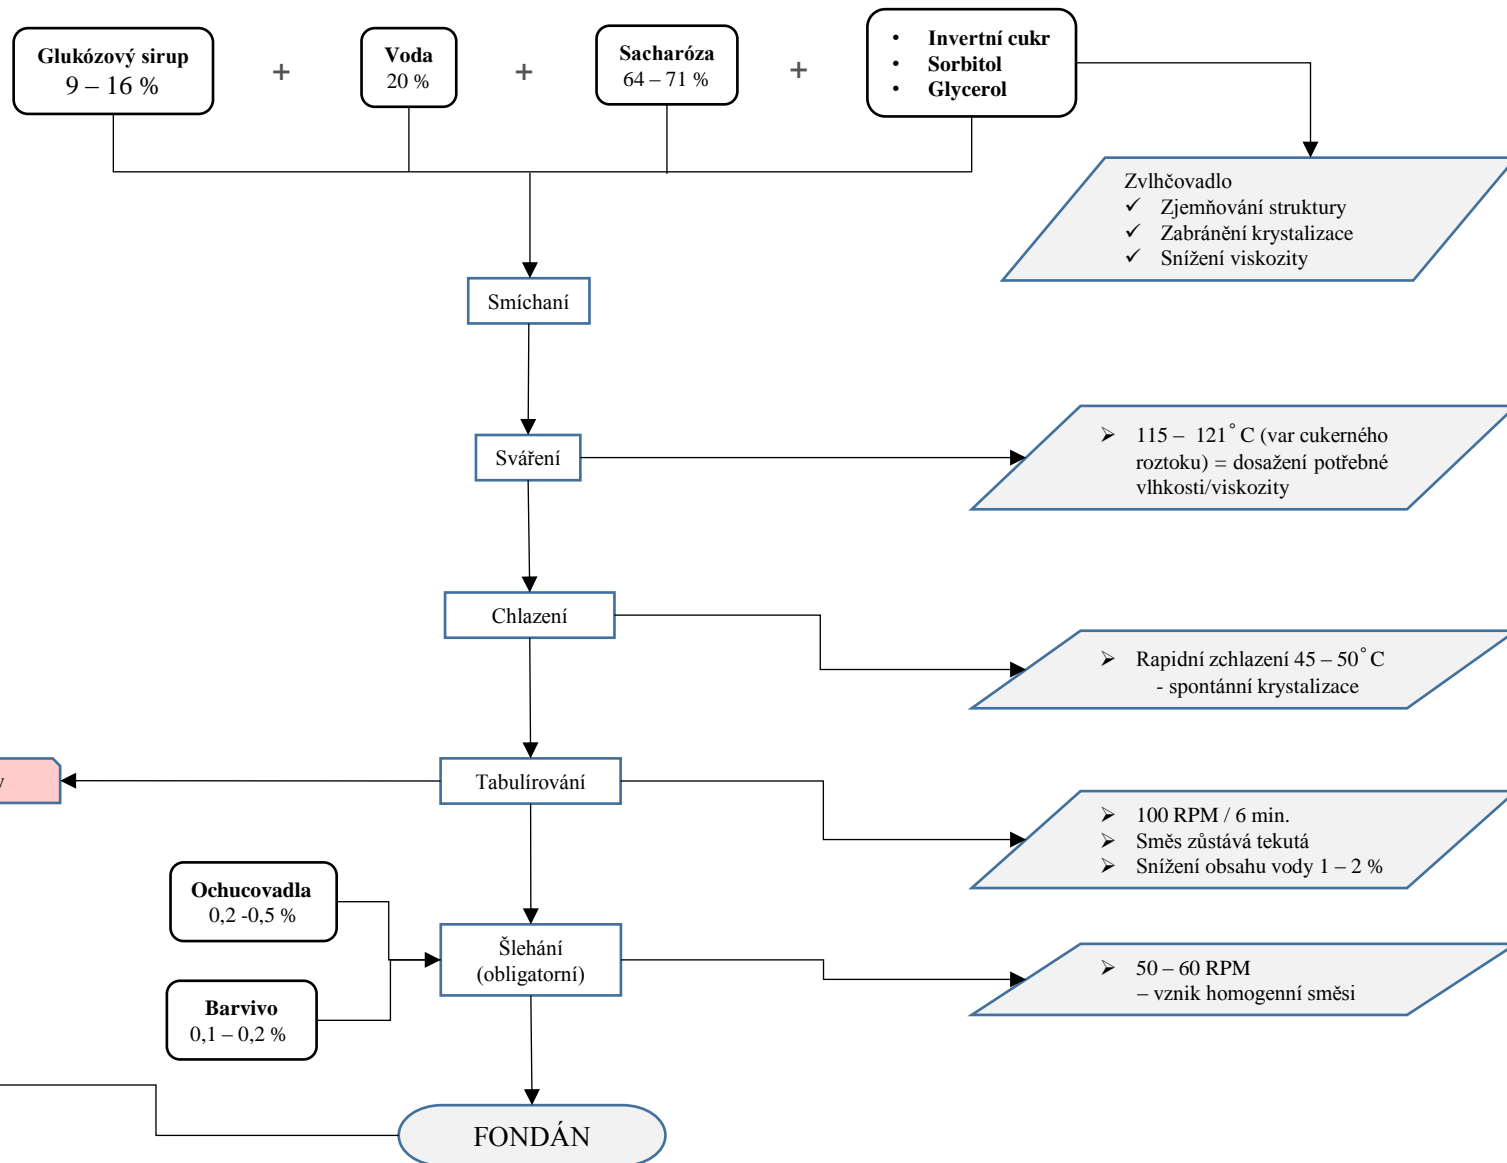 Glukózový sirup
9 – 16 %
+
Voda
20 %
+
Sacharóza
64 – 71 %
+
• Invertní cukr
• Sorbitol
• Glycerol
Zvlhčovadlo
✓ Zjemňování struktury
✓ Zabránění krystalizace
✓ Snížení viskozity
Smíchaní
Sváření
➢ 115 – 121˚C (var cukerného
roztoku) = dosažení potřebné
vlhkosti/viskozity
Chlazení
➢ Rapidní zchlazení 45 – 50˚C
- spontánní krystalizace
Tabulírování
➢ 100 RPM / 6 min.
➢ Směs zůstává tekutá
➢ Snížení obsahu vody 1 – 2 %
Ochucovadla
0,2 -0,5 %
Šlehání
(obligatorní)
➢ 50 – 60 RPM
– vznik homogenní směsi
Barvivo
0,1 – 0,2 %
FONDÁN